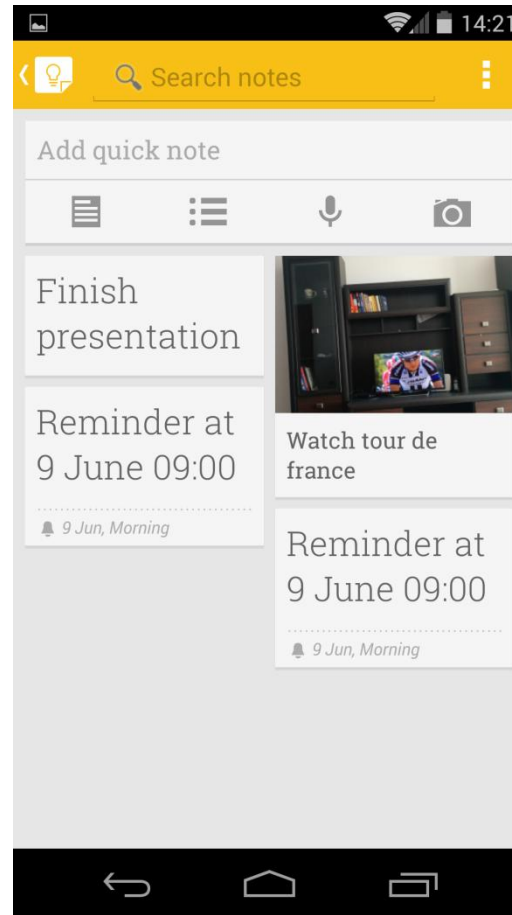 14:21
Search notes
Add quick note
Finish
presentation
Reminder at
9 June 09:00
9 Jun, Morning
Watch tour de
france
Reminder at
9 June 09:00
9 Jun, Morning